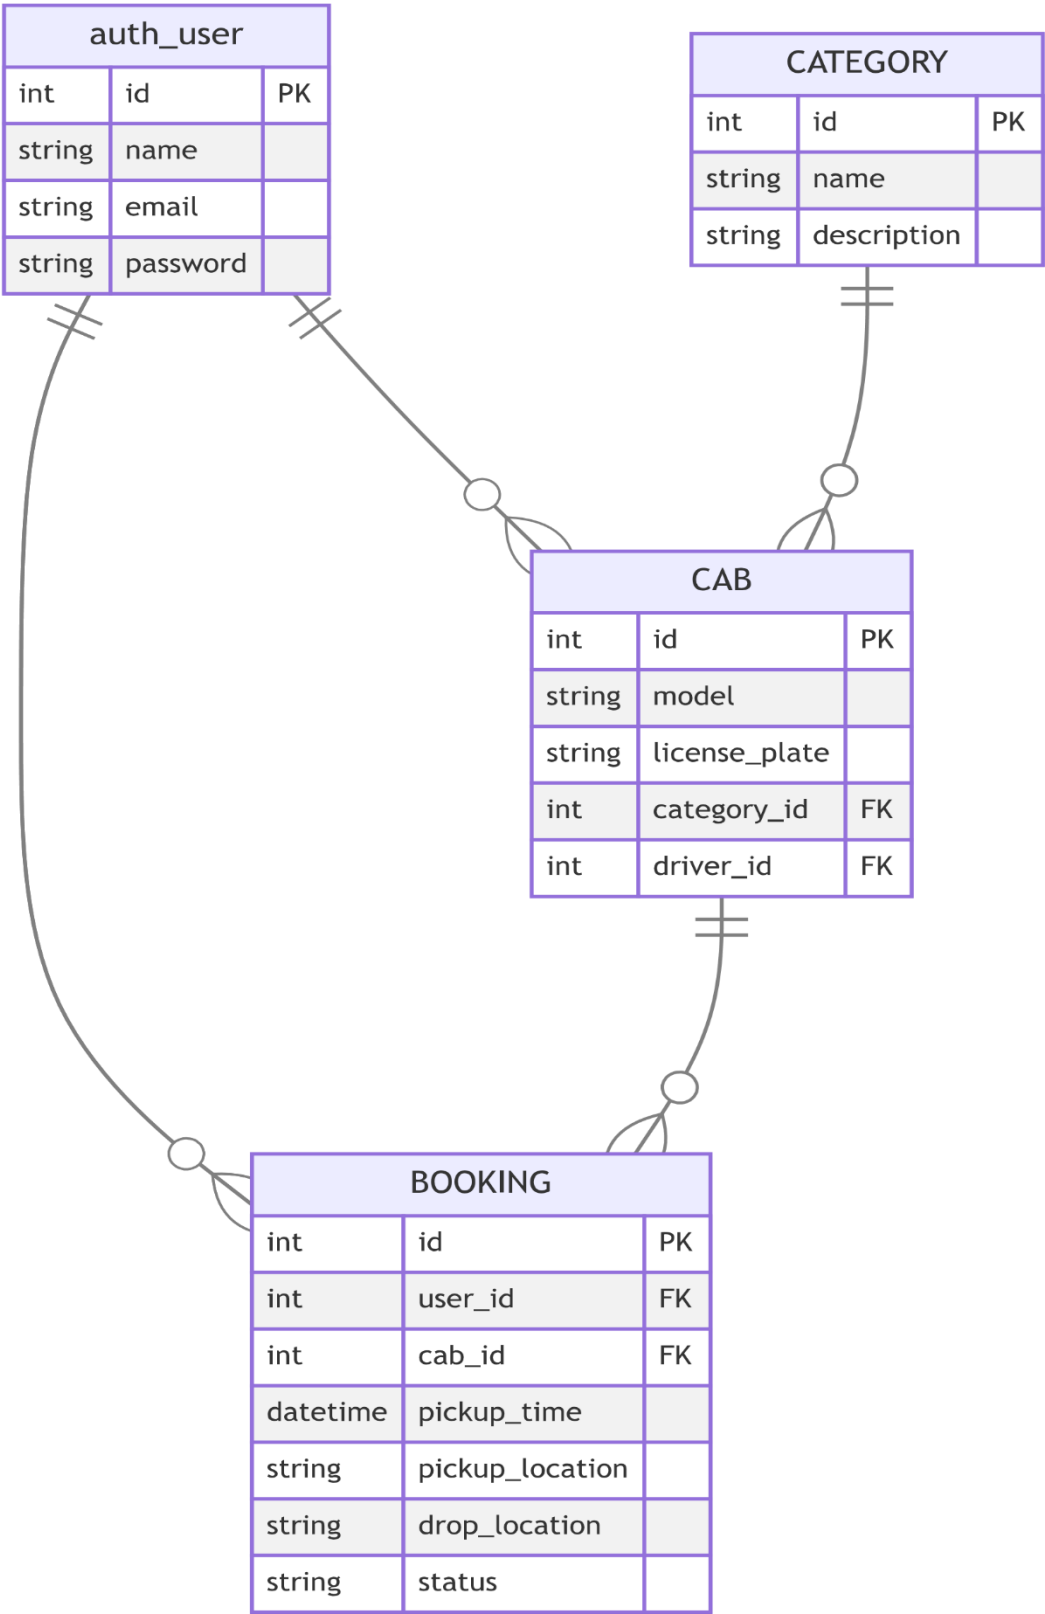 auth_user
int id PK
string name
string email
string password
CATEGORY
int id PK
string name
string description
CAB
int id PK
string model
string license_plate
int category_id FK
int driver_id FK
BOOKING
int id PK
int user_id FK
int cab_id FK
datetime pickup_time
string pickup_location
string drop_location
string status